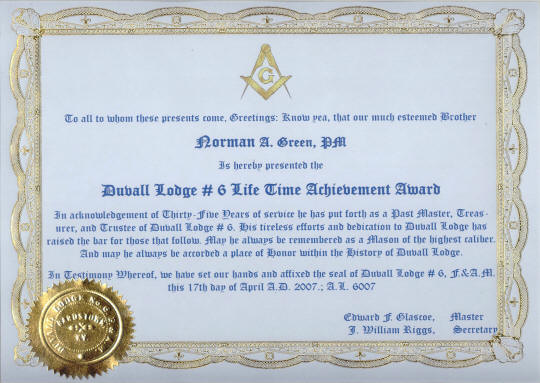 G
To all to whom these presents come, Greetings: Know yea, that our much esteemed Brother
Norman A. Green, PM
Is hereby presented the
Duvall Lodge # 6 Life Time Achievement Award
In acknowledgement of Thirty-Five Years of service he has put forth as a Past Master, Treas-
urer, and Trustee of Duvall Lodge # 6. His tireless efforts and dedication to Duvall Lodge has
raised the bar for those that follow. May he always be remembered as a Mason of the highest caliber.
And may he always be accorded a place of Honor within the History of Duvall Lodge.
In Testimony Whereof, we have set our hands and affixed the seal of Duvall Lodge # 6, F.&A.M.
this 17th day of April A.D. 2007.; A.L. 6007
Edward F. Glascoe, Master
J. William Riggs, Secretary
DUVALL LODGE No. 6 F. & A.M.
BARDSTOWN
KY.